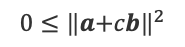 0 ≤ ‖a+cb‖²